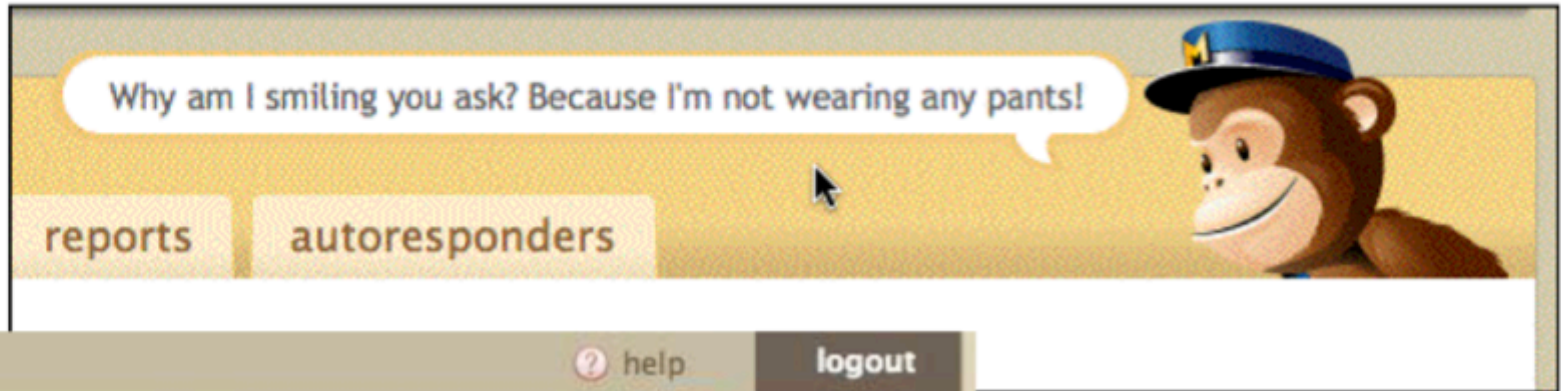 Why am I smiling you ask? Because I'm not wearing any pants!
M
reports
autoresponders
? help
logout